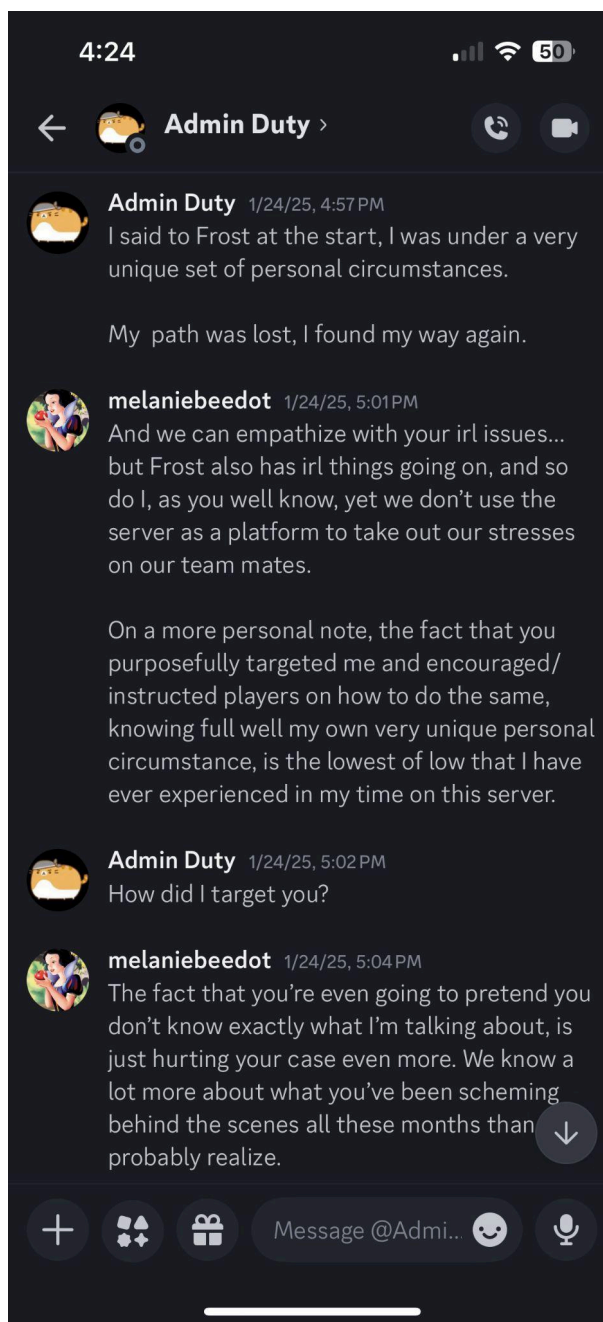 4:24
50
Admin Duty ›
Admin Duty 1/24/25, 4:57 PM
I said to Frost at the start, I was under a very
unique set of personal circumstances.
My path was lost, I found my way again.
melaniebeedot 1/24/25, 5:01 PM
And we can empathize with your irl issues...
but Frost also has irl things going on, and so
do I, as you well know, yet we don’t use the
server as a platform to take out our stresses
on our team mates.
On a more personal note, the fact that you
purposefully targeted me and encouraged/
instructed players on how to do the same,
knowing full well my own very unique personal
circumstance, is the lowest of low that I have
ever experienced in my time on this server.
Admin Duty 1/24/25, 5:02 PM
How did I target you?
melaniebeedot 1/24/25, 5:04 PM
The fact that you’re even going to pretend you
don’t know exactly what I’m talking about, is
just hurting your case even more. We know a
lot more about what you’ve been scheming
behind the scenes all these months than
probably realize.
Message @Admi...